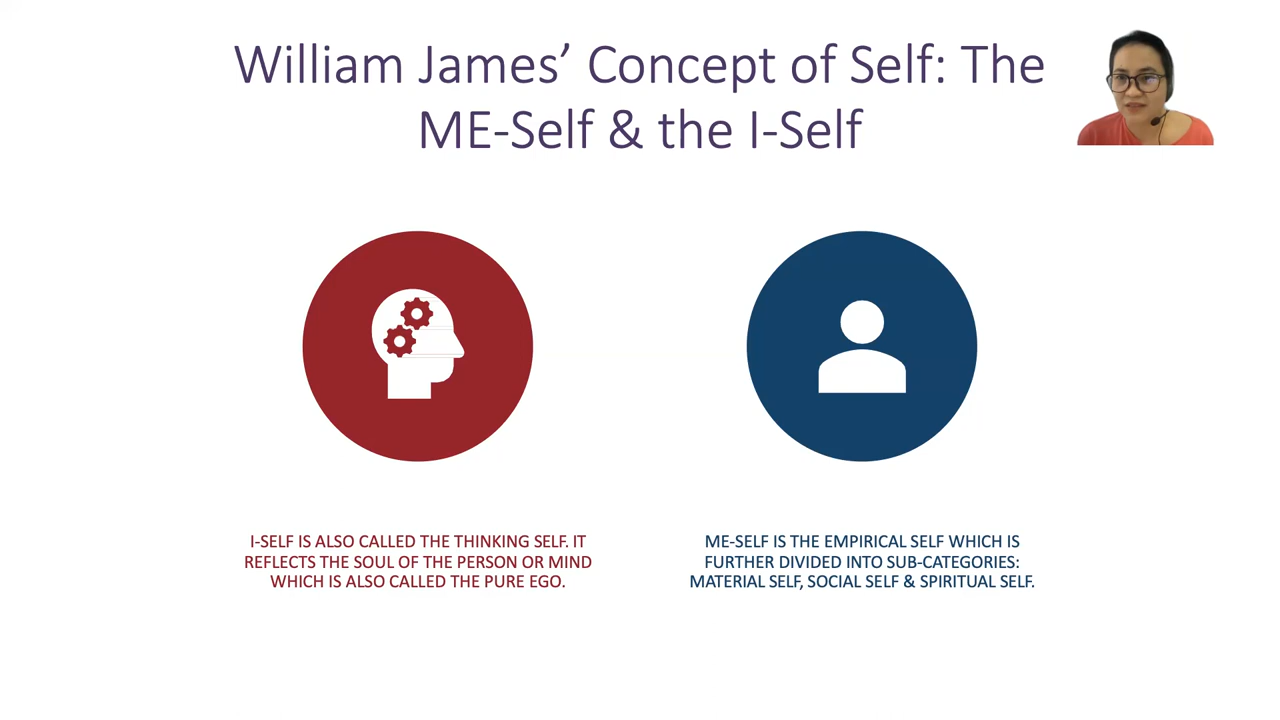 William James’ Concept of Self: The
ME-Self & the I-Self
I-SELF IS ALSO CALLED THE THINKING SELF. IT
REFLECTS THE SOUL OF THE PERSON OR MIND
WHICH IS ALSO CALLED THE PURE EGO.
ME-SELF IS THE EMPIRICAL SELF WHICH IS
FURTHER DIVIDED INTO SUB-CATEGORIES:
MATERIAL SELF, SOCIAL SELF & SPIRITUAL SELF.